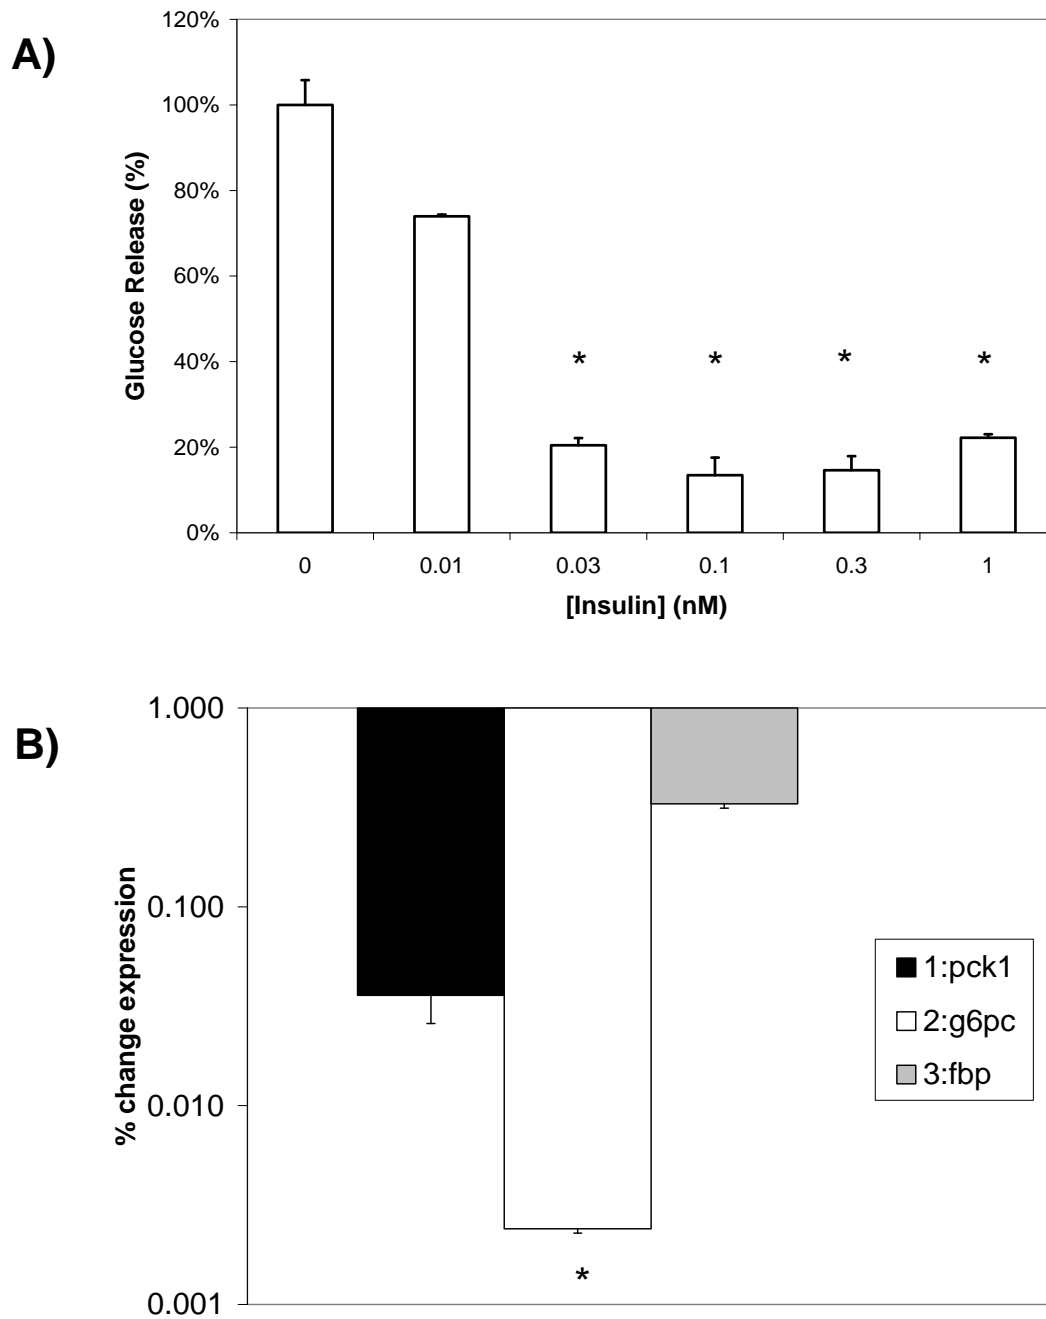 A)
Glucose Release (%)
120%
100%
80%
60%
40%
20%
0%
* * * *
0 0.01 0.03 0.1 0.3 1
[Insulin] (nM)
B)
% change expression
1.000
0.100
0.010
0.001
*
1:pck1
2:g6pc
3:fbp